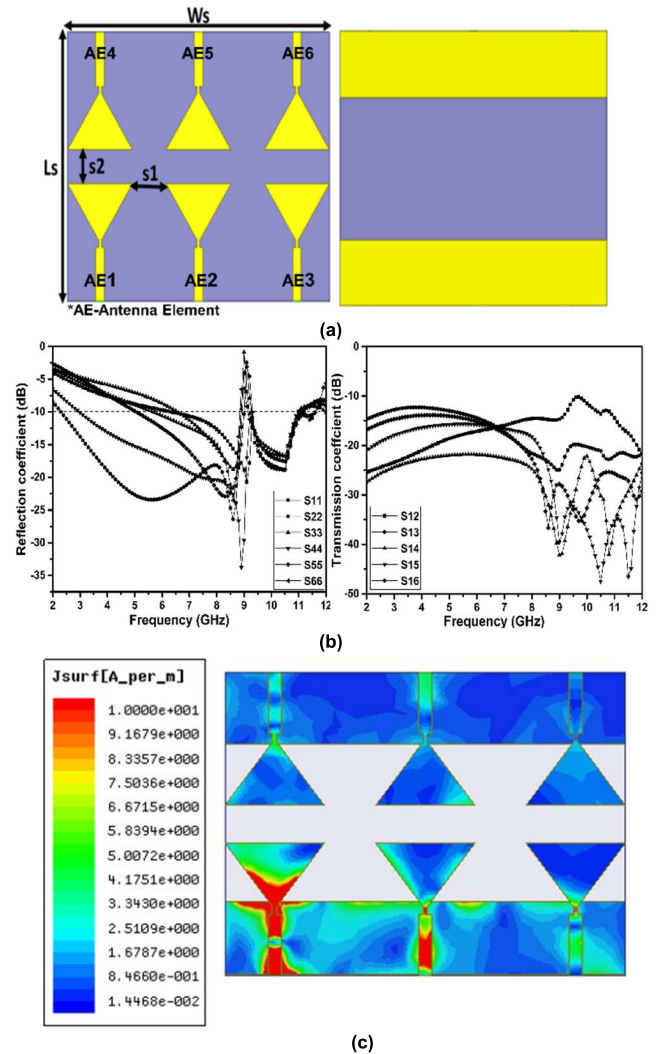 Ws
AE4 AE5 AE6
Ls
s2
s1
AE1 AE2 AE3
*AE-Antenna Element
(a)
Reflection coefficient (dB)
0
-5
-10
-15
-20
-25
-30
-35
2 3 4 5 6 7 8 9 10 11 12
Frequency (GHz)
S11
S22
S33
S44
S55
S66
Transmission coeffcient (dB)
0
-10
-20
-30
-40
-50
2 3 4 5 6 7 8 9 10 11 12
Frequency (GHz)
S12
S13
S14
S15
S16
(b)
Jsurf[A_per_m]
1.0000e+001
9.1679e+000
8.3357e+000
7.5036e+000
6.6715e+000
5.8394e+000
5.0072e+000
4.1751e+000
3.3430e+000
2.5109e+000
1.6787e+000
8.4660e-001
1.4468e-002
(c)